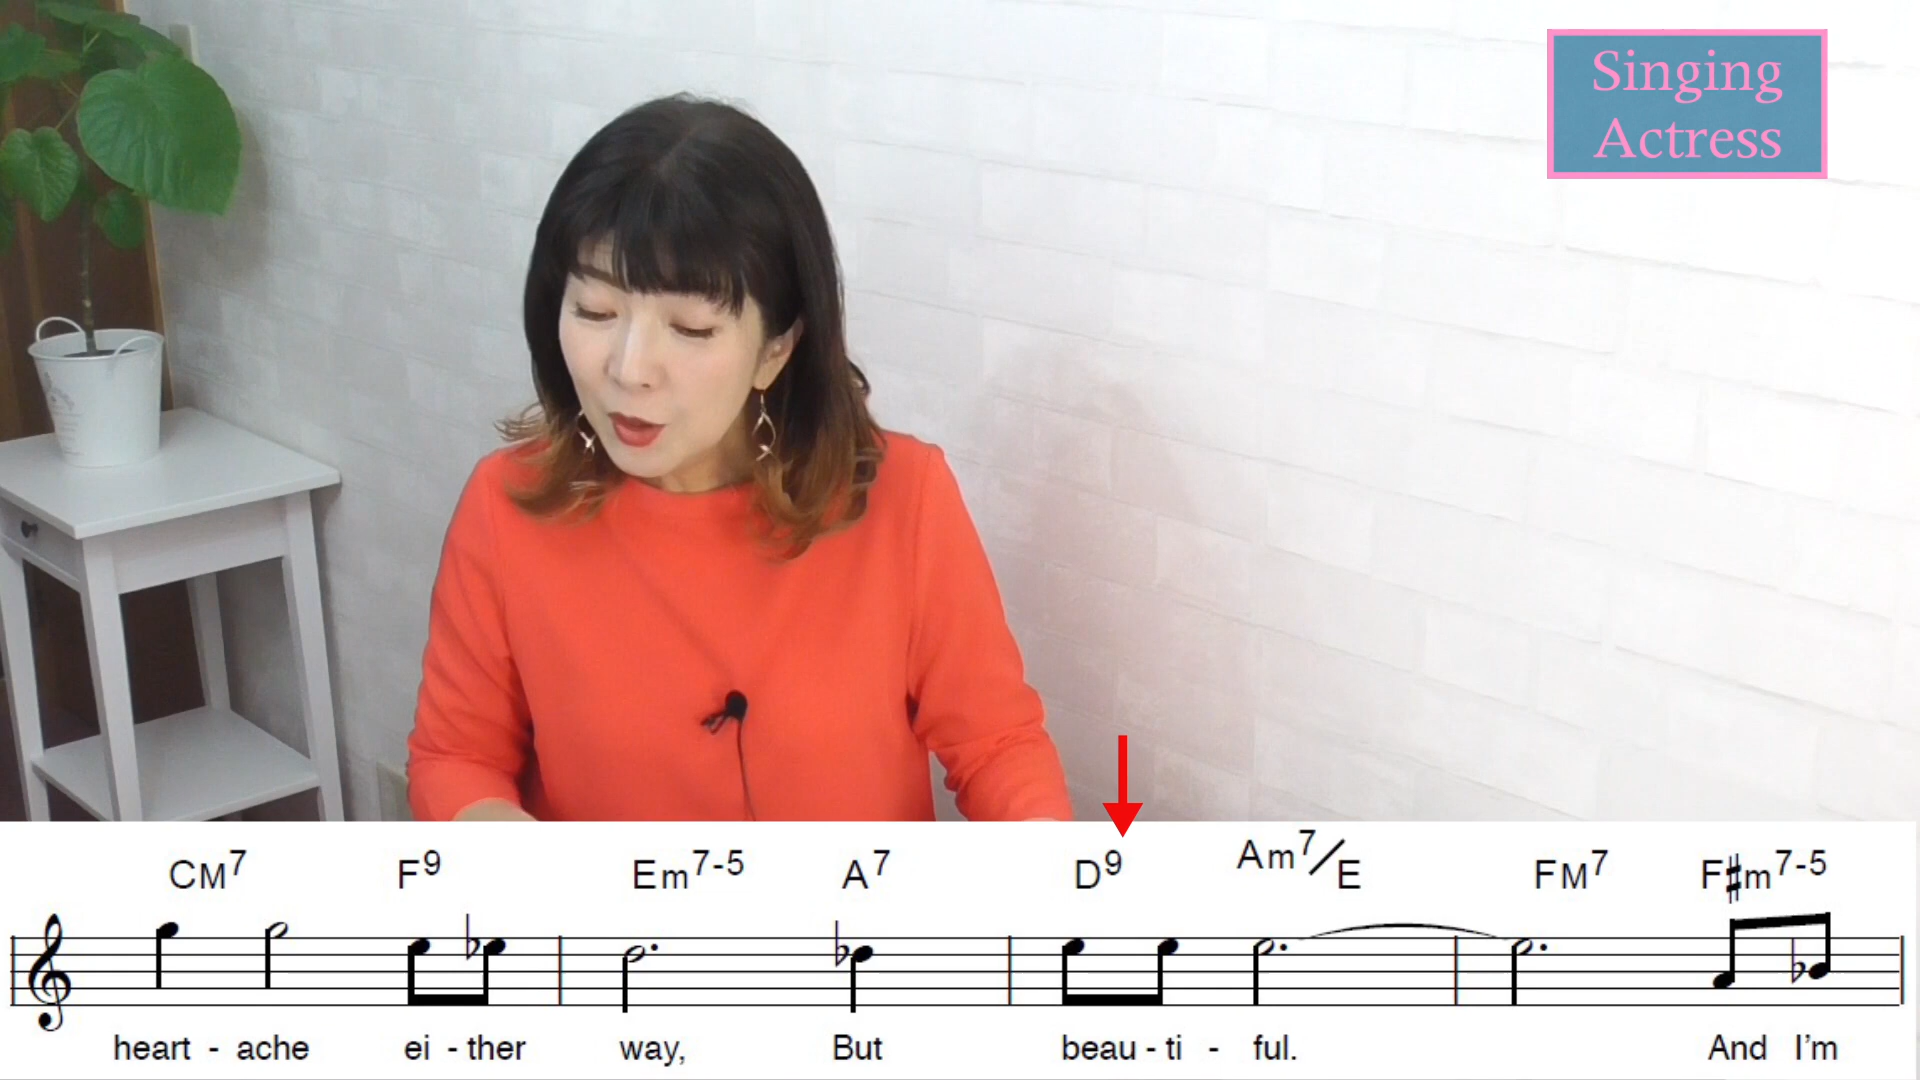 Singing
Actress
CM7 F9 Em7-5 A7 D9 Am7/E FM7 F#m7-5
heart - ache ei - ther way, But beau - ti - ful. And I'm